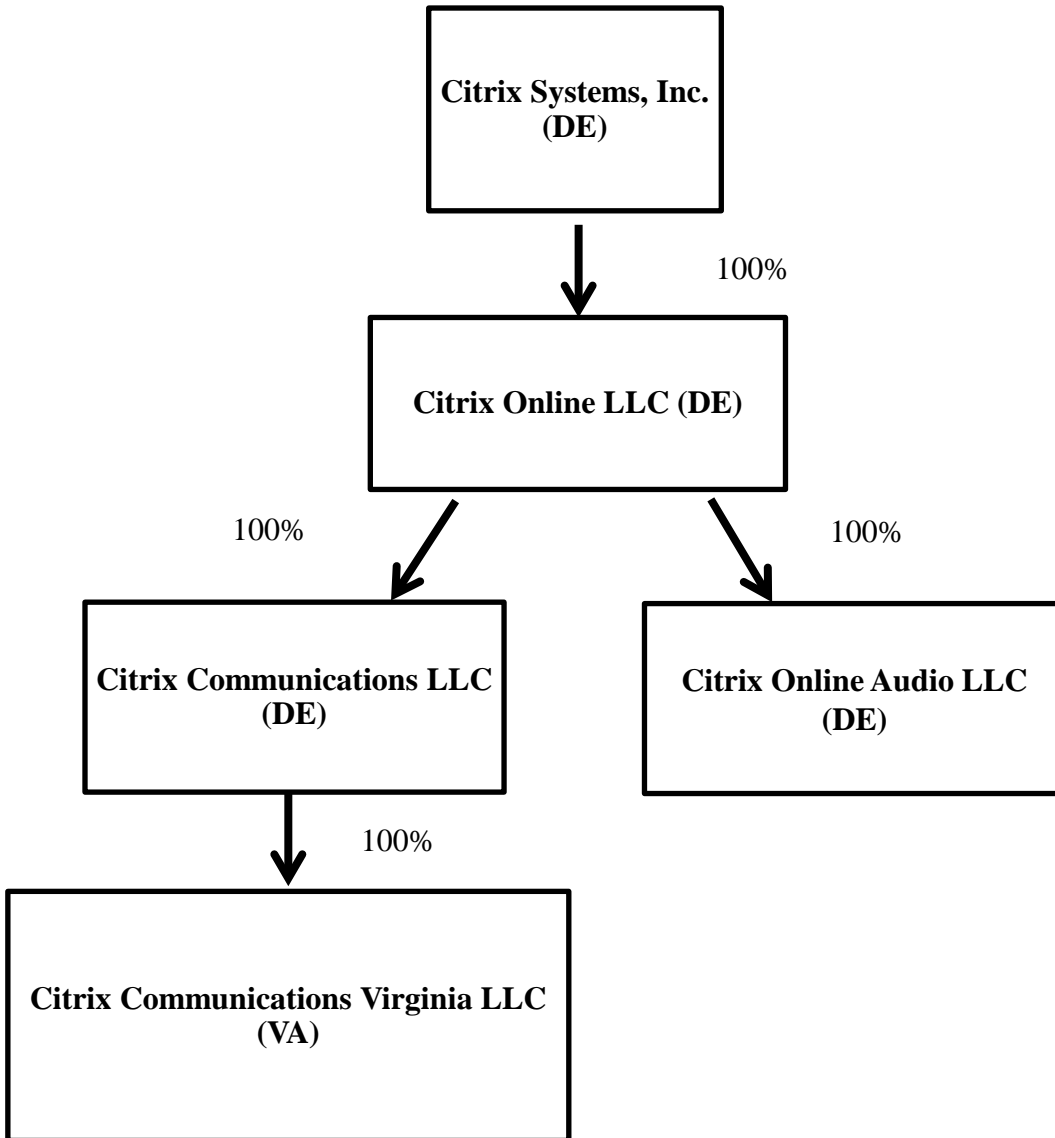 Citrix Systems, Inc.
(DE)
100%
Citrix Online LLC (DE)
100%
100%
Citrix Communications LLC
(DE)
Citrix Online Audio LLC
(DE)
100%
Citrix Communications Virginia LLC
(VA)